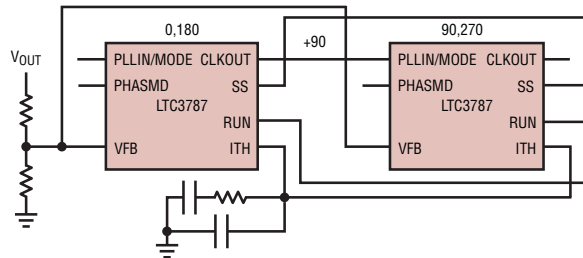 0,180
90,270
+90
VOUT
PLLIN/MODE CLKOUT
PHASMD
SS
LTC3787
RUN
VFB
ITH
PLLIN/MODE CLKOUT
PHASMD
SS
LTC3787
RUN
VFB
ITH